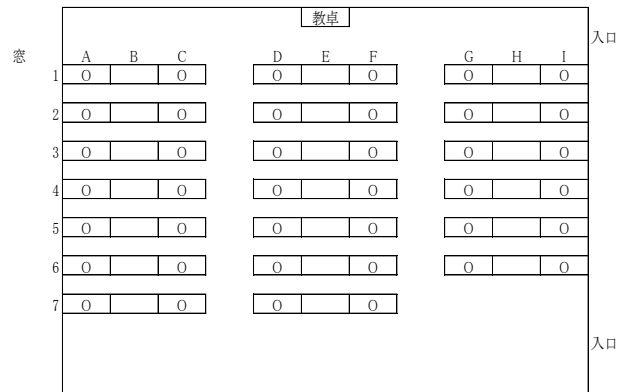 教卓
入口
窓
A B C D E F G H I
1 O O O O O O
2 O O O O O O
3 O O O O O O
4 O O O O O O
5 O O O O O O
6 O O O O O O
7 O O O O
入口